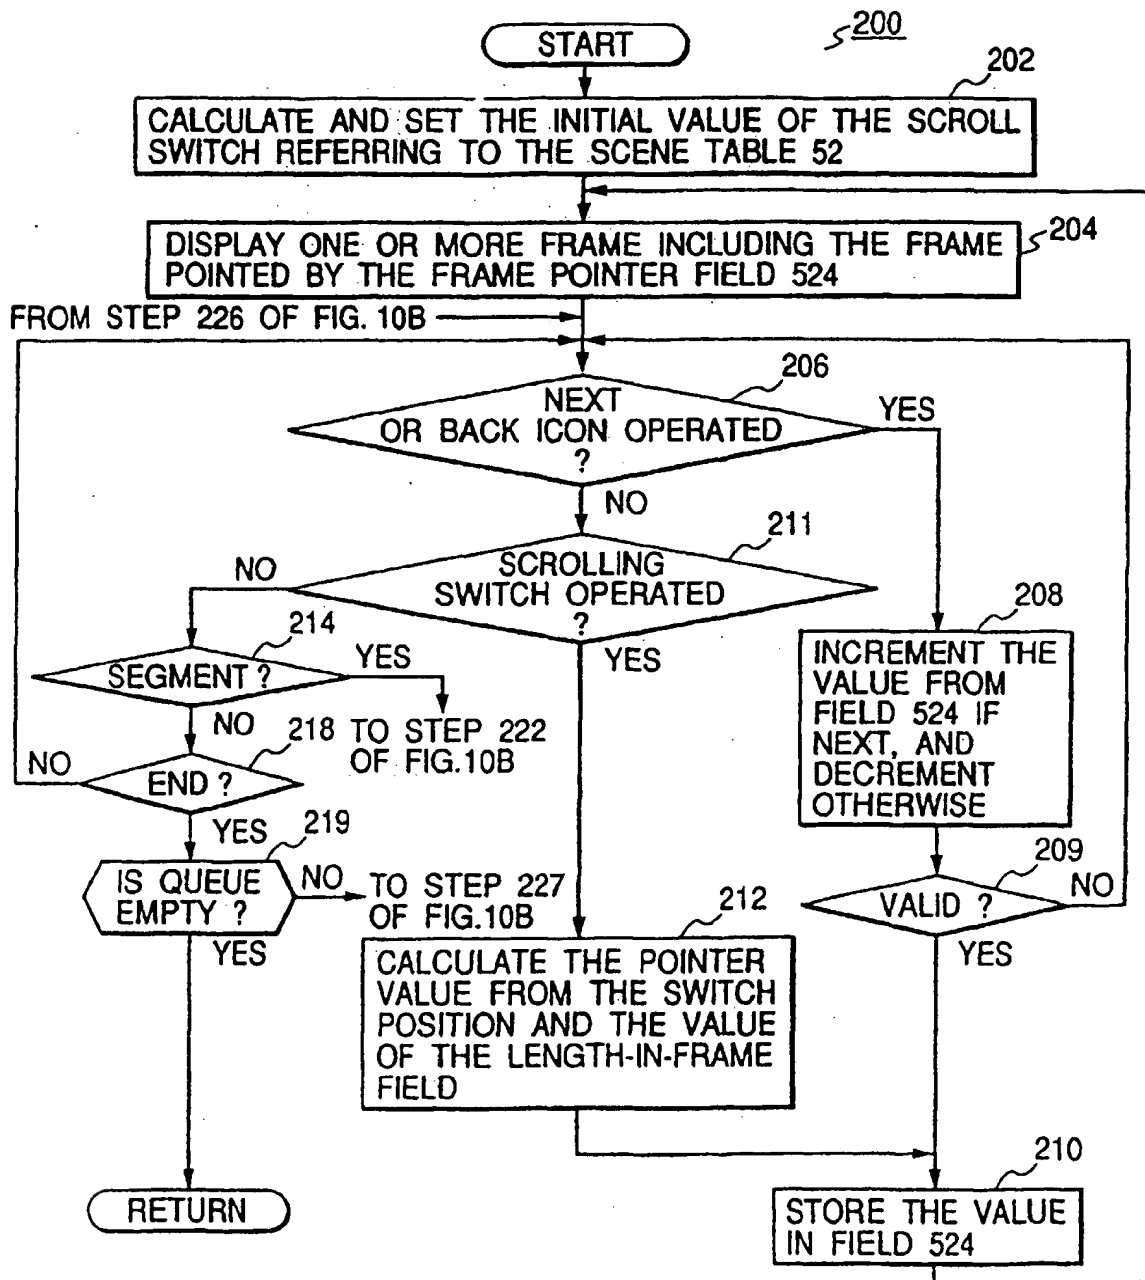 START
200
202
CALCULATE AND SET THE INITIAL VALUE OF THE SCROLL
SWITCH REFERRING TO THE SCENE TABLE 52
204
DISPLAY ONE OR MORE FRAME INCLUDING THE FRAME
POINTED BY THE FRAME POINTER FIELD 524
FROM STEP 226 OF FIG. 10B
206
NEXT
OR BACK ICON OPERATED
?
YES
NO
211
SCROLLING
SWITCH OPERATED
?
NO
YES
208
INCREMENT THE
VALUE FROM
FIELD 524 IF
NEXT, AND
DECREMENT
OTHERWISE
214
SEGMENT ?
YES
TO STEP 222
OF FIG.10B
NO
218
END ?
NO
YES
219
IS QUEUE
EMPTY ?
NO
TO STEP 227
OF FIG.10B
YES
209
VALID ?
NO
YES
212
CALCULATE THE POINTER
VALUE FROM THE SWITCH
POSITION AND THE VALUE
OF THE LENGTH-IN-FRAME
FIELD
210
STORE THE VALUE
IN FIELD 524
RETURN